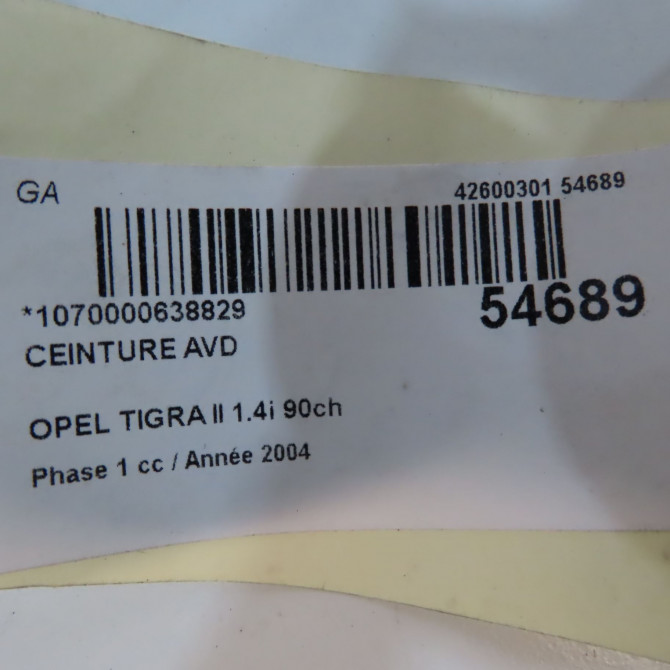 GA
42600301 54689
*1070000638829
54689
CEINTURE AVD
OPEL TIGRA II 1.4i 90ch
Phase 1 cc / Année 2004